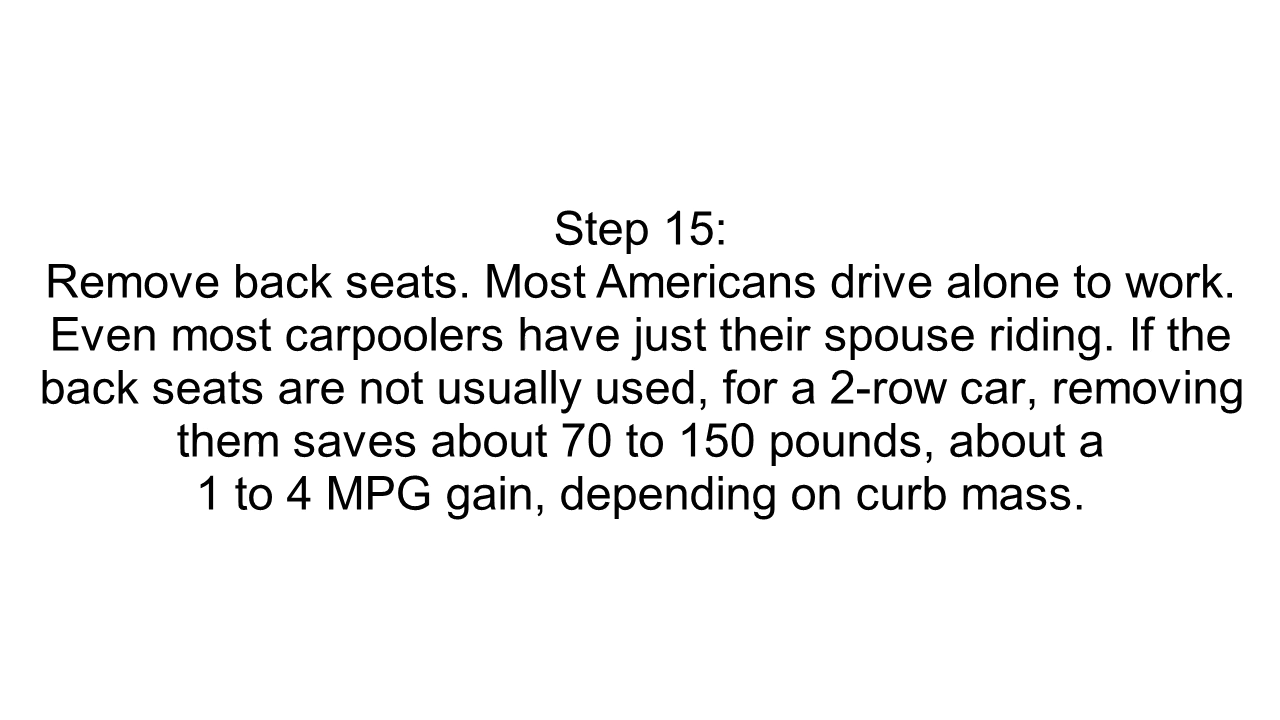 Step 15:
Remove back seats. Most Americans drive alone to work.
Even most carpoolers have just their spouse riding. If the
back seats are not usually used, for a 2-row car, removing
them saves about 70 to 150 pounds, about a
1 to 4 MPG gain, depending on curb mass.